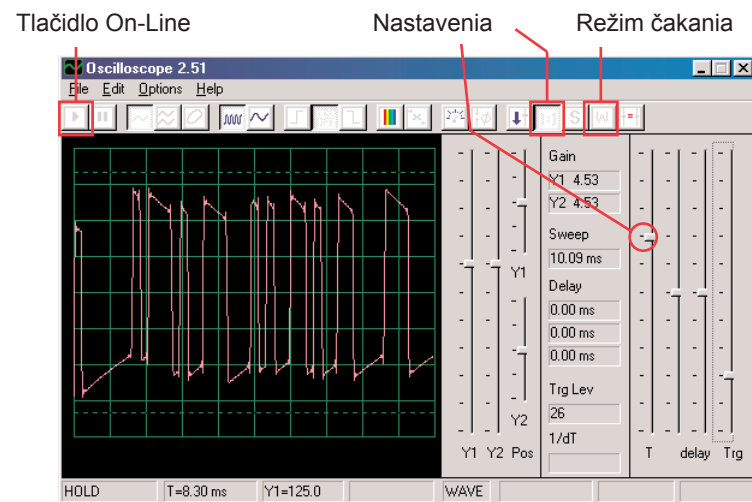 Tlačidlo On-Line Nastavenia Režim čakania
Oscilloscope 2.51
File Edit Options Help
1:1 S W
Gain
Y1 4.53
Y2 4.53
Sweep
10.09 ms
Y1
Delay
0.00 ms
0.00 ms
0.00 ms
Trg Lev
26
Y2
1/dT
Y1 Y2 Pos T delay Trg
HOLD T=8.30 ms Y1=125.0 WAVE